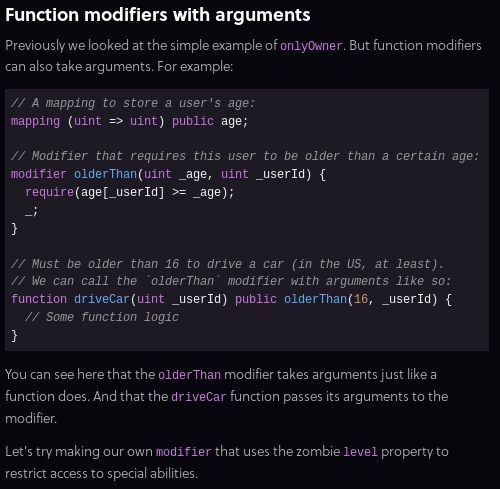 Function modifiers with arguments
Previously we looked at the simple example of onlyOwner. But function modifiers
can also take arguments. For example:
// A mapping to store a user's age:
mapping (uint => uint) public age;
// Modifier that requires this user to be older than a certain age:
modifier olderThan(uint _age, uint _userId) {
  require(age[_userId] >= _age);
  _;
}
// Must be older than 16 to drive a car (in the US, at least).
// We can call the `olderThan` modifier with arguments like so:
function driveCar(uint _userId) public olderThan(16, _userId) {
  // Some function logic
}
You can see here that the olderThan modifier takes arguments just like a
function does. And that the driveCar function passes its arguments to the
modifier.
Let's try making our own modifier that uses the zombie level property to
restrict access to special abilities.